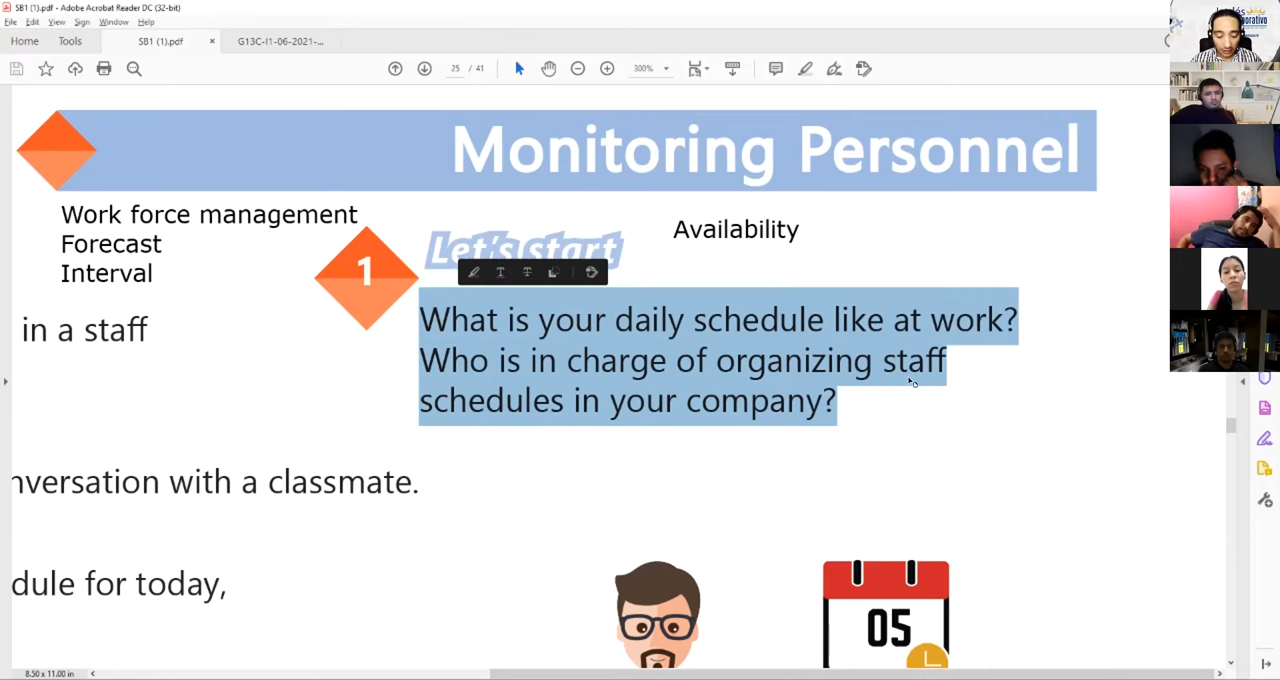 SB1 (1).pdf - Adobe Acrobat Reader DC (32-bit)
File Edit View Sign Window Help
Home Tools SB1 (1).pdf × G13C-I1-06-2021-...
25 / 41 300%
Monitoring Personnel
Work force management
Forecast
Interval
Availability
Let's start
1
What is your daily schedule like at work?
Who is in charge of organizing staff
schedules in your company?
in a staff
nversation with a classmate.
dule for today,
05
8.50 x 11.00 in